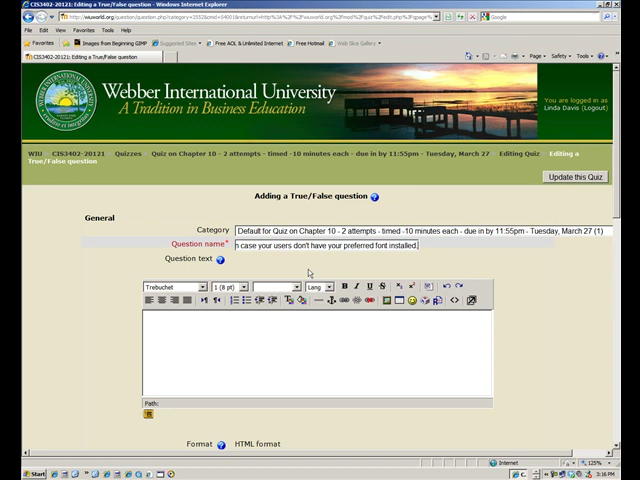 CIS3402-20121: Editing a True/False question - Windows Internet Explorer
Google
File Edit View Favorites Tools Help
Favorites Images from Beginning GIMP Suggested Sites Free AOL & Unlimited Internet Free Hotmail Web Slice Gallery
CIS3402-20121: Editing a True/False question
Page Safety Tools
Webber International University
A Tradition in Business Education
You are logged in as
Linda Davis (Logout)
WIU CIS3402-20121 Quizzes Quiz on Chapter 10 - 2 attempts - timed -10 minutes each - due in by 11:55pm - Tuesday, March 27 Editing Quiz Editing a
True/False question
Update this Quiz
Adding a True/False question
General
Category Default for Quiz on Chapter 10 - 2 attempts - timed -10 minutes each - due in by 11:55pm - Tuesday, March 27 (1)
Question name* n case your users don't have your preferred font installed.
Question text
Trebuchet 1 (8 pt) Lang B I U S
Path:
Format HTML format
Internet 125%
Start 3:16 PM